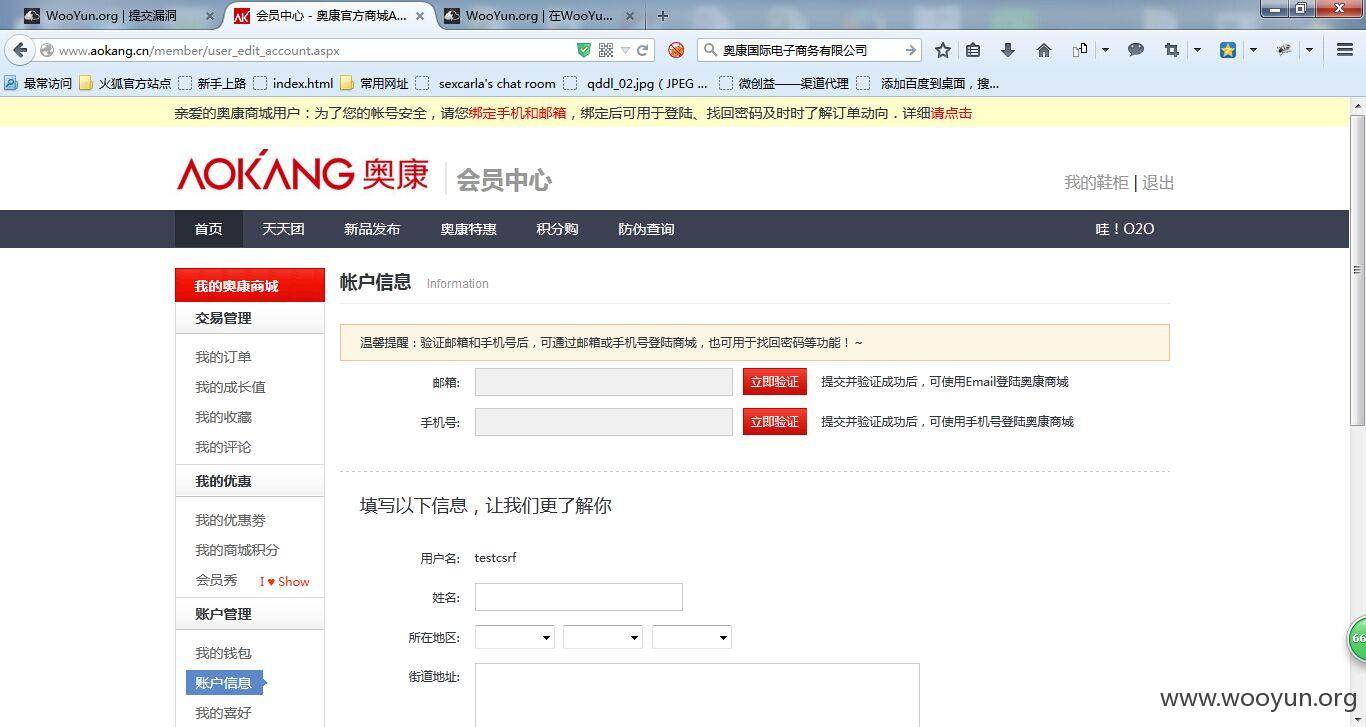 WooYun.org | 提交漏洞
会员中心 - 奥康官方商城A...
WooYun.org | 在WooYu...
www.aokang.cn/member/user_edit_account.aspx
奥康国际电子商务有限公司
最常访问 火狐官方站点 新手上路 index.html 常用网址 sexcarla's chat room qddl_02.jpg ( JPEG ... 微创益——渠道代理 添加百度到桌面，搜...
亲爱的奥康商城用户：为了您的帐号安全，请您绑定手机和邮箱，绑定后可用于登陆、找回密码及时时了解订单动向．详细请点击
AOKANG 奥康 会员中心
我的鞋柜 | 退出
首页 天天团 新品发布 奥康特惠 积分购 防伪查询 哇！O2O
我的奥康商城
交易管理
我的订单
我的成长值
我的收藏
我的评论
我的优惠
我的优惠劵
我的商城积分
会员秀 I ♥ Show
账户管理
我的钱包
账户信息
我的喜好
帐户信息 Information
温馨提醒：验证邮箱和手机号后，可通过邮箱或手机号登陆商城，也可用于找回密码等功能！～
邮箱: 立即验证 提交并验证成功后，可使用Email登陆奥康商城
手机号: 立即验证 提交并验证成功后，可使用手机号登陆奥康商城
填写以下信息，让我们更了解你
用户名: testcsrf
姓名:
所在地区:
街道地址:
66
www.wooyun.org